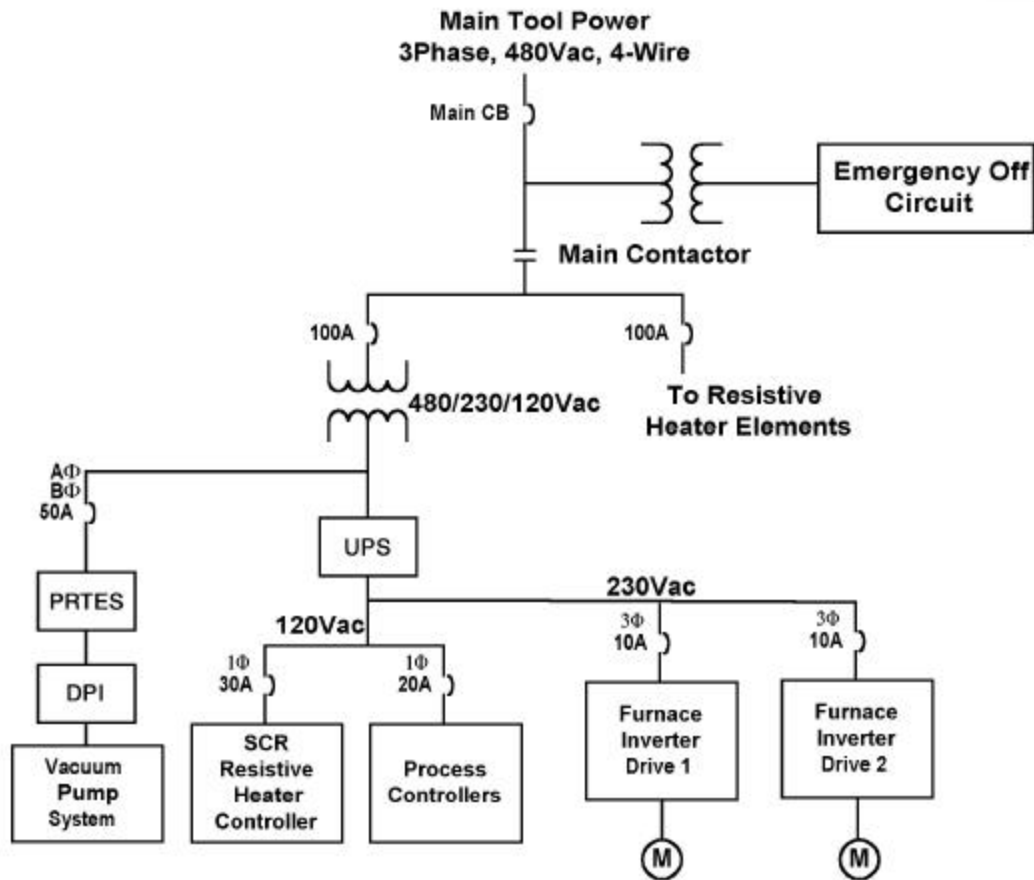 Main Tool Power
3Phase, 480Vac, 4-Wire
Main CB
Emergency Off
Circuit
Main Contactor
100A
100A
480/230/120Vac
To Resistive
Heater Elements
AΦ
BΦ
50A
UPS
PRTES
230Vac
120Vac
3Φ
10A
3Φ
10A
1Φ
30A
1Φ
20A
DPI
Furnace
Inverter
Drive 1
Furnace
Inverter
Drive 2
Vacuum
Pump
System
SCR
Resistive
Heater
Controller
Process
Controllers
M
M